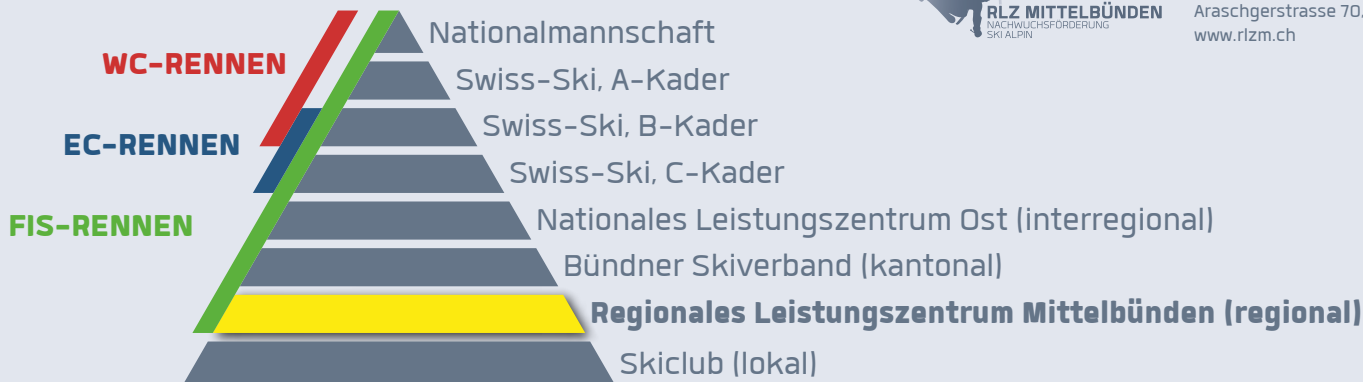 RLZ MITTELBÜNDEN
NACHWUCHSFÖRDERUNG
SKI ALPIN
Araschgerstrasse 70,
www.rlzm.ch
WC-RENNEN
EC-RENNEN
FIS-RENNEN
Nationalmannschaft
Swiss-Ski, A-Kader
Swiss-Ski, B-Kader
Swiss-Ski, C-Kader
Nationales Leistungszentrum Ost (interregional)
Bündner Skiverband (kantonal)
Regionales Leistungszentrum Mittelbünden (regional)
Skiclub (lokal)